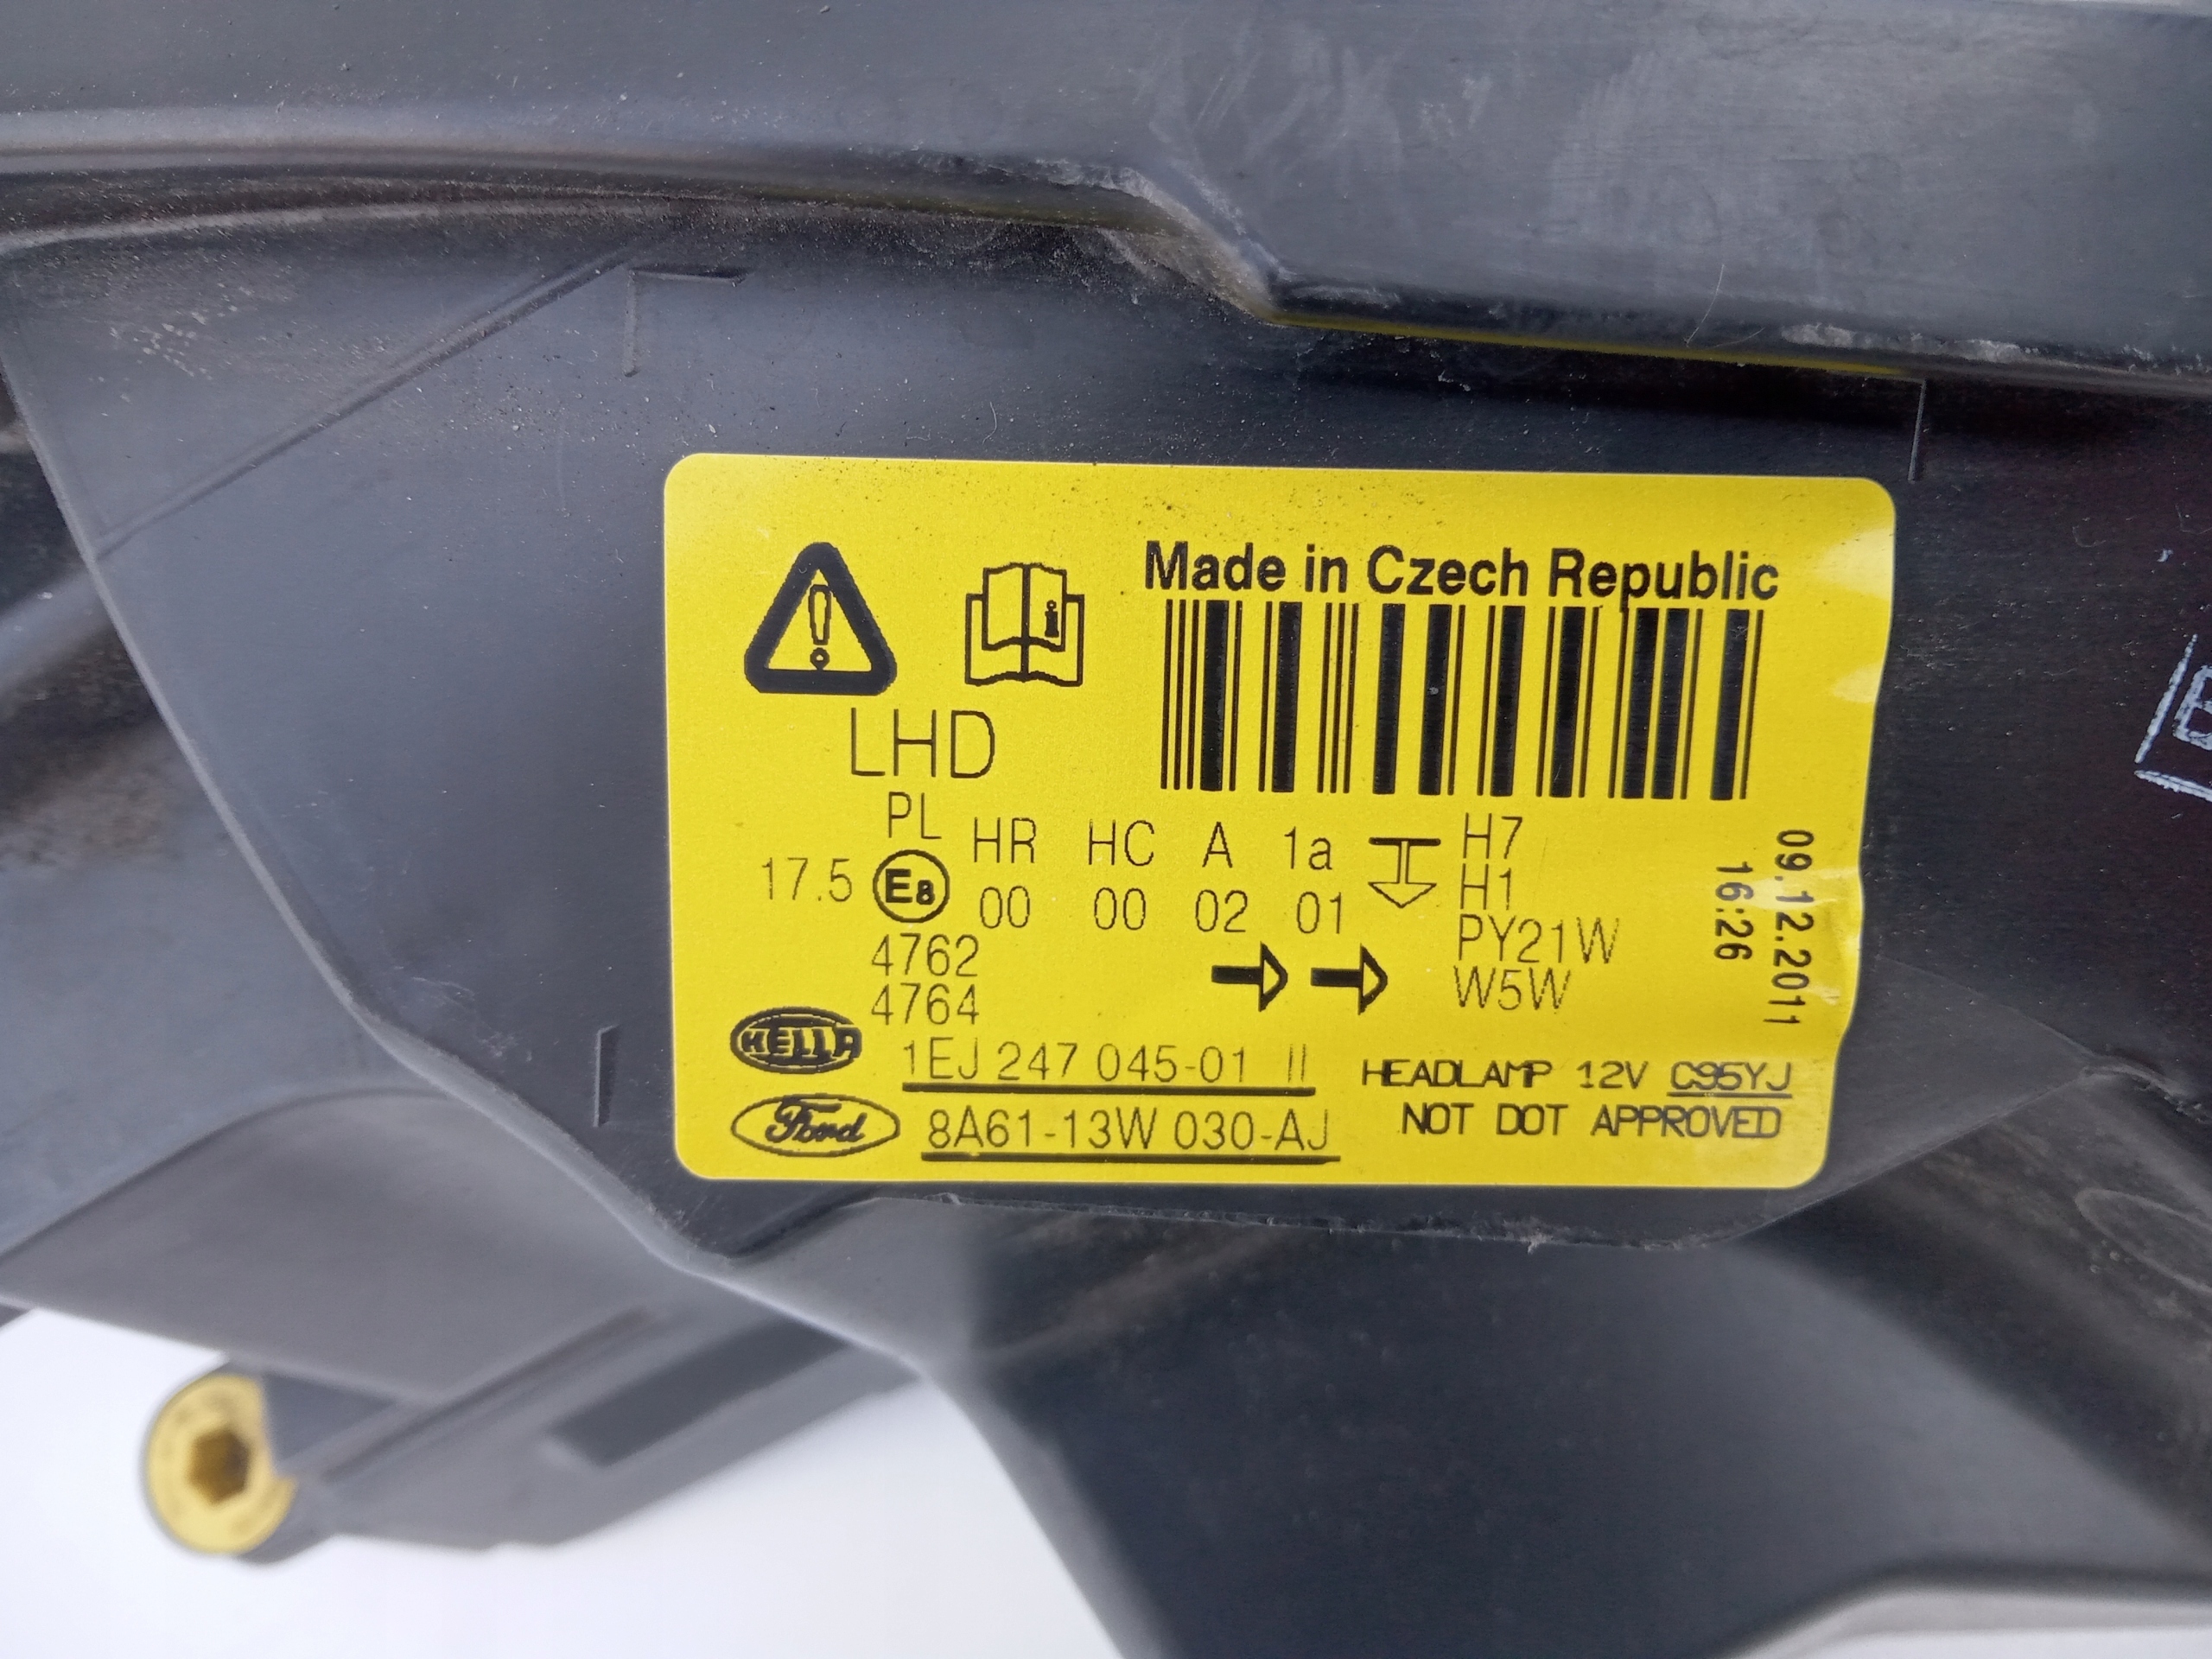 Made in Czech Republic
LHD
PL HR HC A 1a H7
17.5 E8 00 00 02 01 H1
4762 PY21W
4764 W5W
09.12.2011
16:26
HELLA 1EJ 247 045-01 II
HEADLAMP 12V C95YJ
Ford 8A61-13W 030-AJ
NOT DOT APPROVED